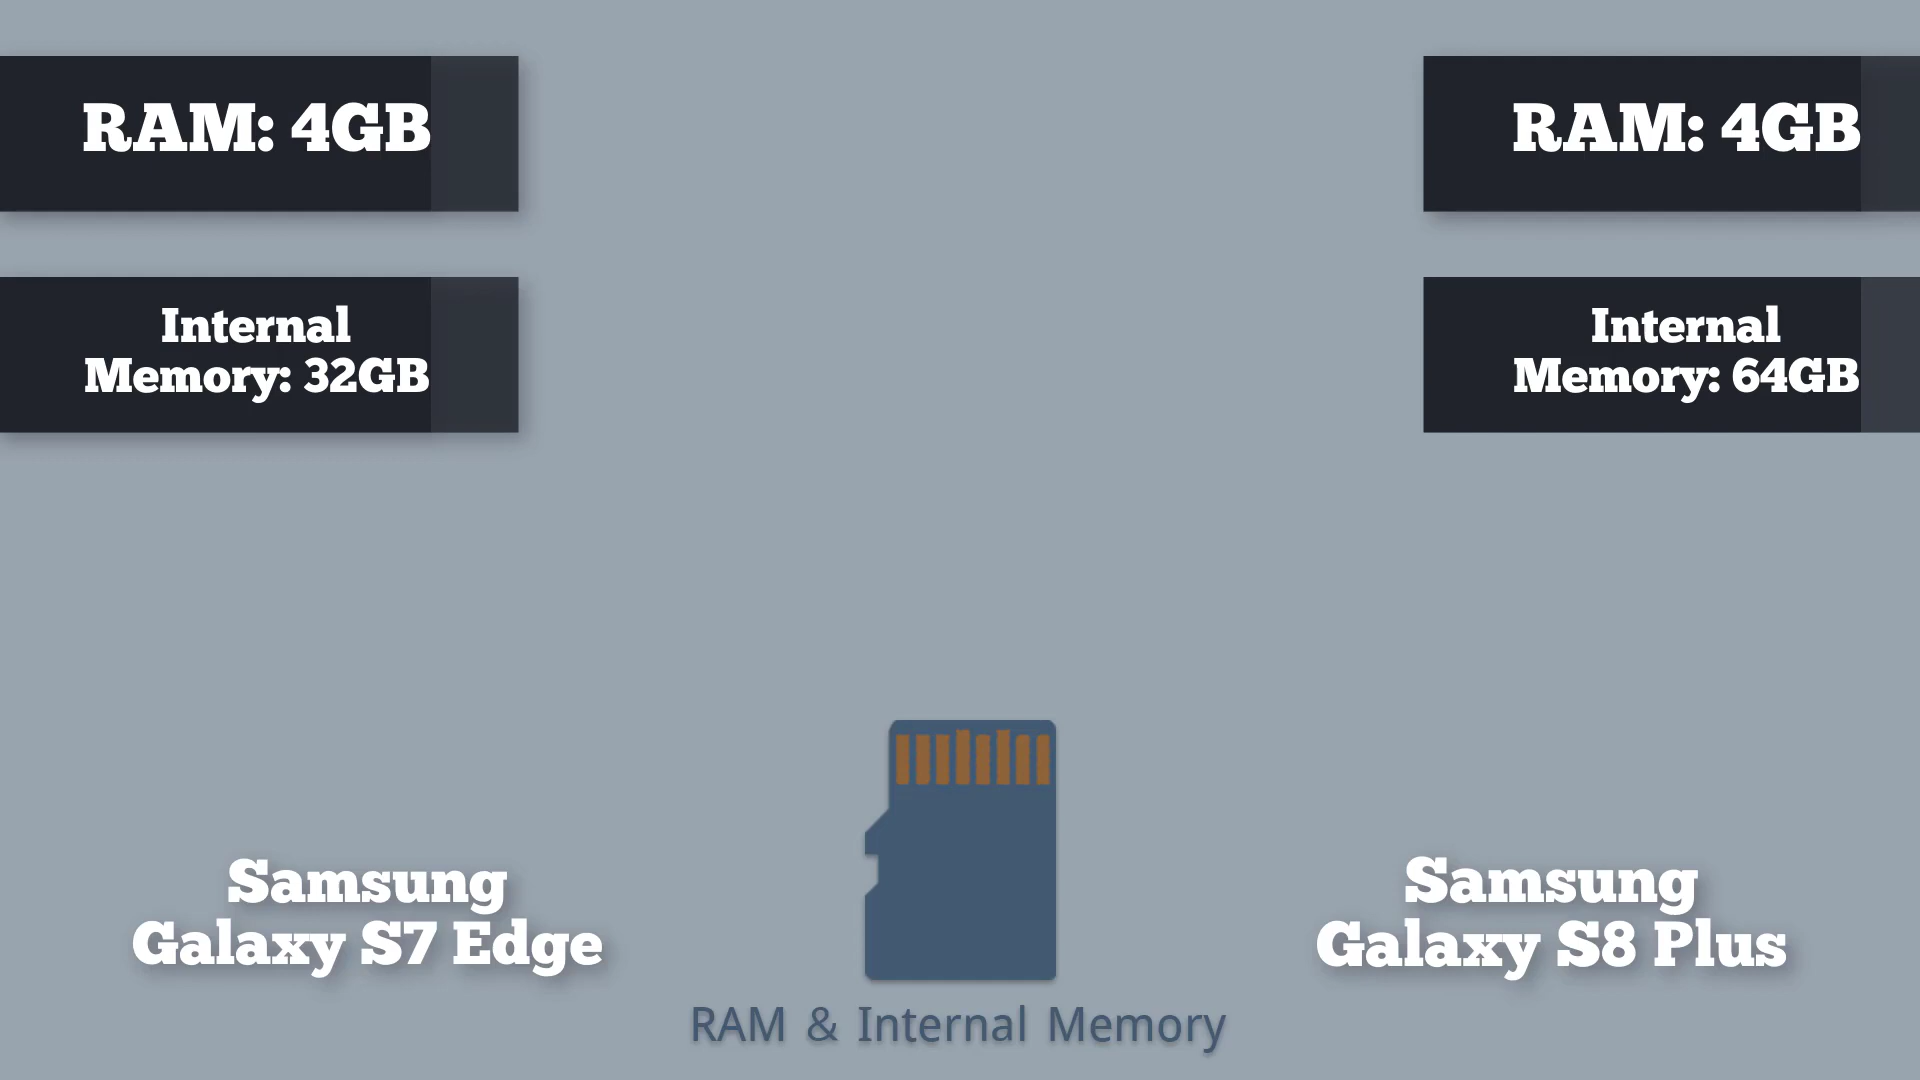 RAM: 4GB
Internal
Memory: 32GB
RAM: 4GB
Internal
Memory: 64GB
Samsung
Galaxy S7 Edge
Samsung
Galaxy S8 Plus
RAM & Internal Memory